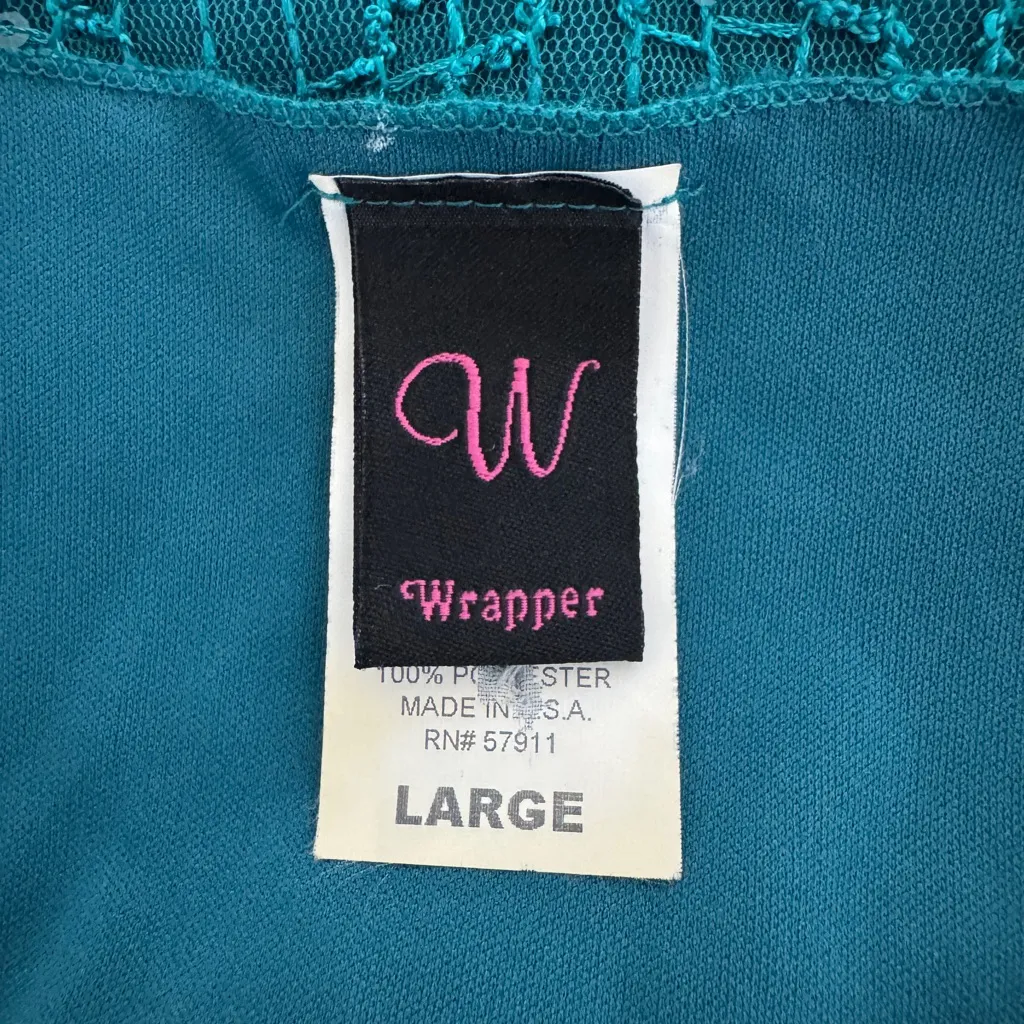 W
Wrapper
100%
MADE IN
RN# 57911
LARGE